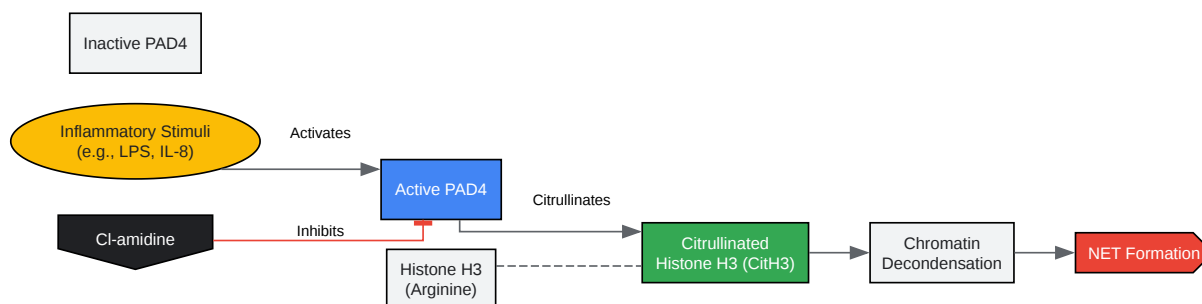 Inactive PAD4
Inflammatory Stimuli
(e.g., LPS, IL-8)
Activates
Active PAD4
Citrullinates
Cl-amidine
Inhibits
Histone H3
(Arginine)
Citrullinated
Histone H3 (CitH3)
Chromatin
Decondensation
NET Formation